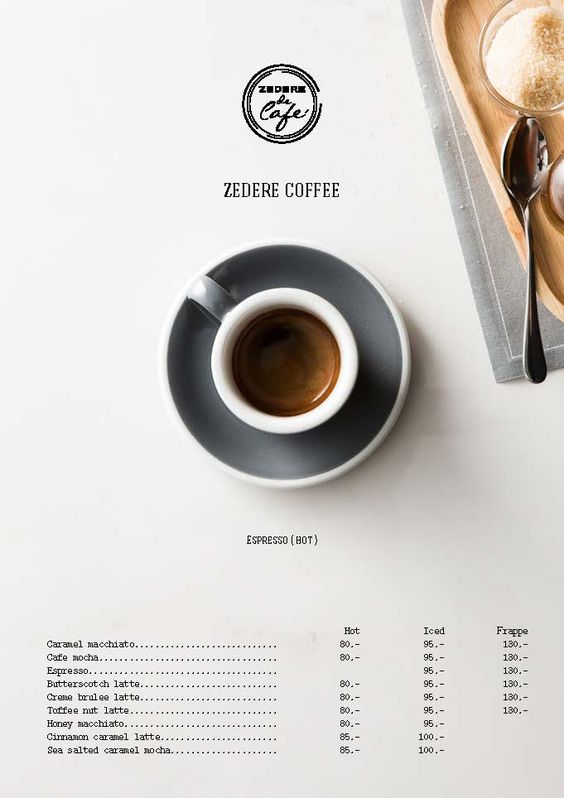 ZEDERE
de
Café
ZEDERE COFFEE
ESPRESSO ( HOT )
Hot Iced Frappe
Caramel macchiato........................... 80.- 95.- 130.-
Cafe mocha.................................. 80.- 95.- 130.-
Espresso.................................... 95.- 130.-
Butterscotch latte.......................... 80.- 95.- 130.-
Creme brulee latte.......................... 80.- 95.- 130.-
Toffee nut latte............................ 80.- 95.- 130.-
Honey macchiato............................. 80.- 95.-
Cinnamon caramel latte...................... 85.- 100.-
Sea salted caramel mocha.................... 85.- 100.-